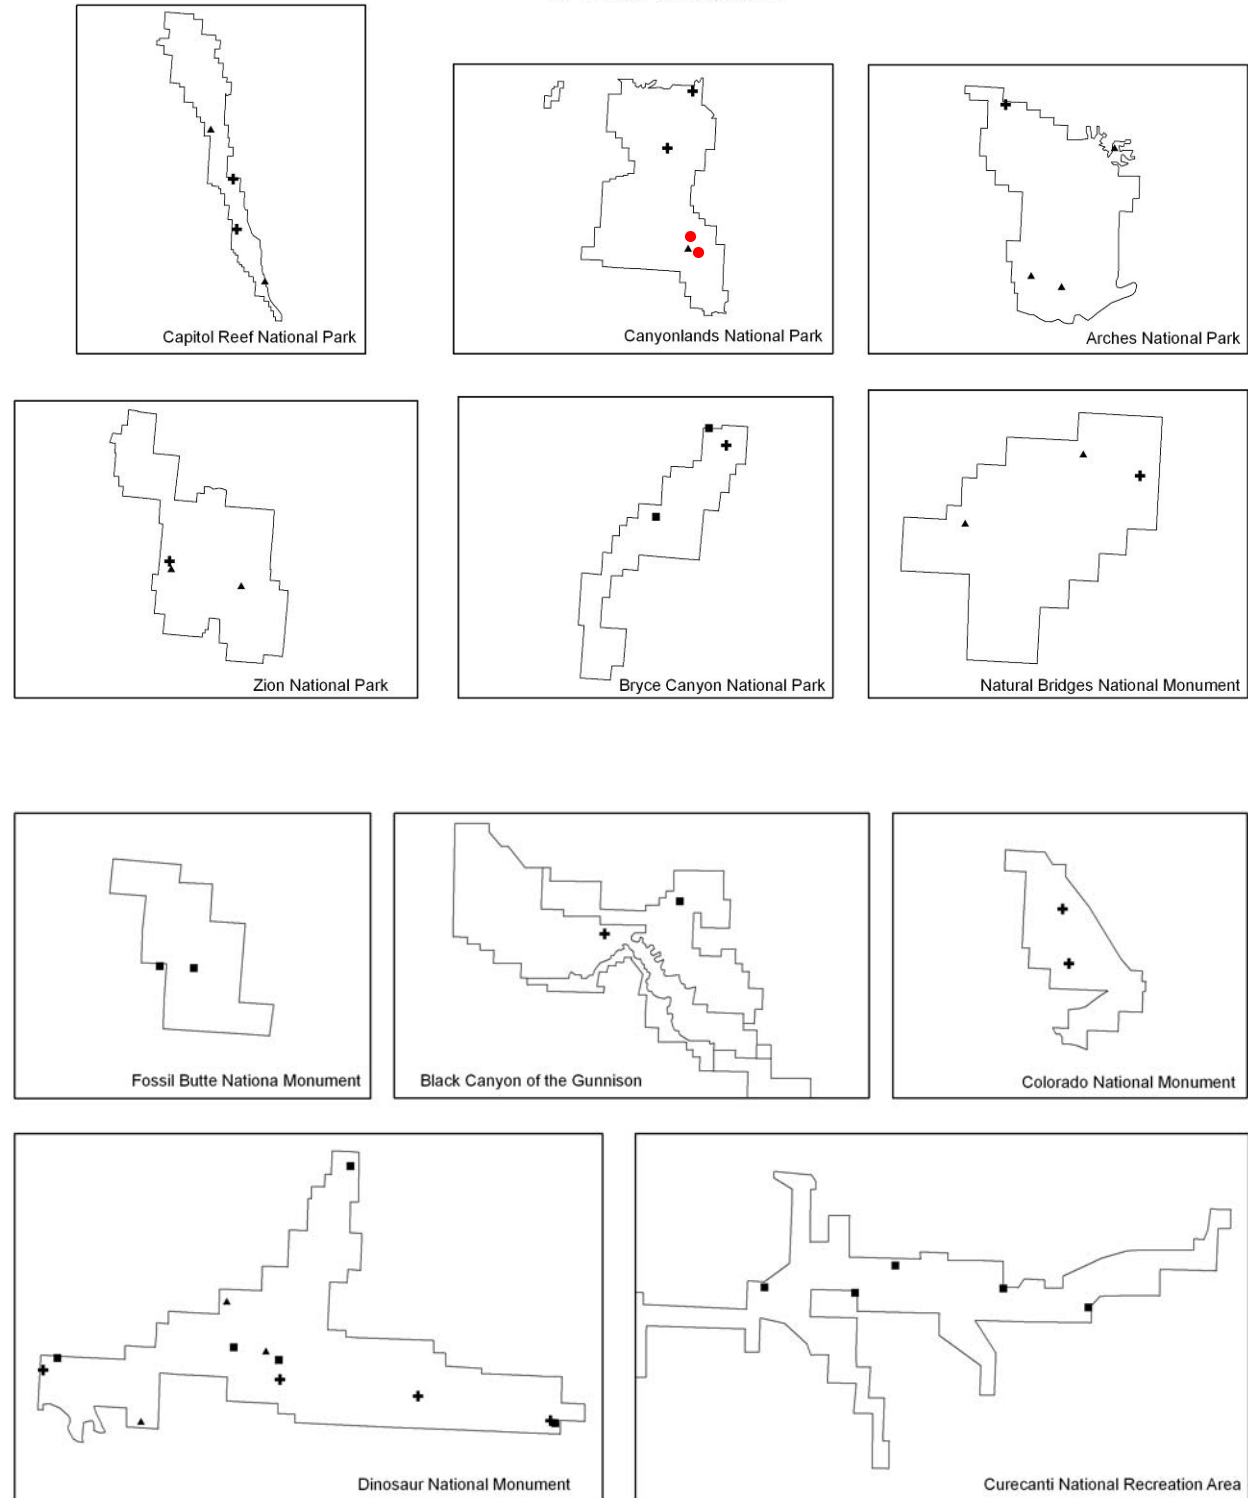 Capitol Reef National Park
Canyonlands National Park
Arches National Park
Zion National Park
Bryce Canyon National Park
Natural Bridges National Monument
Fossil Butte Nationa Monument
Black Canyon of the Gunnison
Colorado National Monument
Dinosaur National Monument
Curecanti National Recreation Area